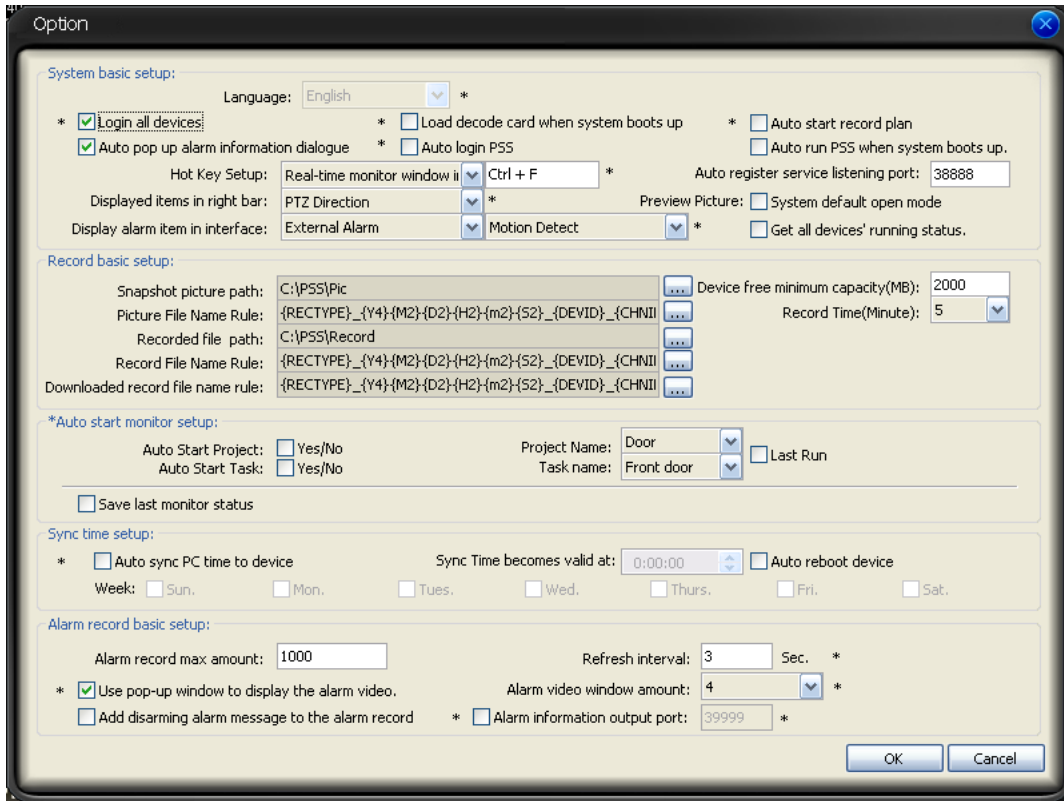 Option
System basic setup:
Language: English *
* Login all devices * Load decode card when system boots up * Auto start record plan
Auto pop up alarm information dialogue * Auto login PSS Auto run PSS when system boots up.
Hot Key Setup: Real-time monitor window i Ctrl + F * Auto register service listening port: 38888
Displayed items in right bar: PTZ Direction * Preview Picture: System default open mode
Display alarm item in interface: External Alarm Motion Detect * Get all devices' running status.
Record basic setup:
Snapshot picture path: C:\PSS\Pic ... Device free minimum capacity(MB): 2000
Picture File Name Rule: {RECTYPE}_{Y4}{M2}{D2}-{H2}{m2}{S2}_{DEVID}_{CHNI ... Record Time(Minute): 5
Recorded file path: C:\PSS\Record ...
Record File Name Rule: {RECTYPE}_{Y4}{M2}{D2}-{H2}{m2}{S2}_{DEVID}_{CHNI ...
Downloaded record file name rule: {RECTYPE}_{Y4}{M2}{D2}-{H2}{m2}{S2}_{DEVID}_{CHNI ...
*Auto start monitor setup:
Auto Start Project: Yes/No Project Name: Door Last Run
Auto Start Task: Yes/No Task name: Front door
Save last monitor status
Sync time setup:
* Auto sync PC time to device Sync Time becomes valid at: 0:00:00 Auto reboot device
Week: Sun. Mon. Tues. Wed. Thurs. Fri. Sat.
Alarm record basic setup:
Alarm record max amount: 1000 Refresh interval: 3 Sec. *
* Use pop-up window to display the alarm video. Alarm video window amount: 4 *
Add disarming alarm message to the alarm record * Alarm information output port: 39999 *
OK Cancel